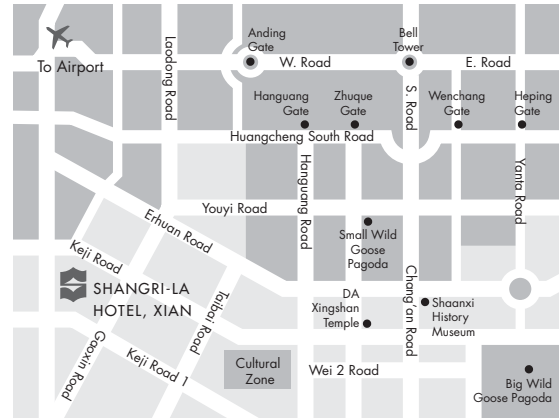 Anding
Gate
Bell
Tower
To Airport
Laodong Road
W. Road
E. Road
S. Road
Hanguang
Gate
Zhuque
Gate
Wenchang
Gate
Heping
Gate
Huangcheng South Road
Hanguang Road
Yanta Road
Youyi Road
Erhuan Road
Small Wild
Goose
Pagoda
Keji Road
SHANGRI-LA
HOTEL, XIAN
Taibai Road
Chang'an Road
DA
Xingshan
Temple
Shaanxi
History
Museum
Gaoxin Road
Keji Road 1
Cultural
Zone
Wei 2 Road
Big Wild
Goose Pagoda